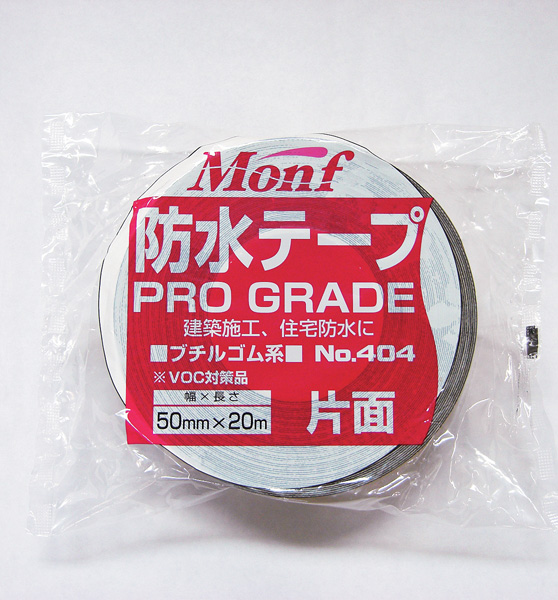 Monf
防水テープ
PRO GRADE
建築施工、住宅防水に
■ブチルゴム系■ No.404
※VOC対策品
幅×長さ
50mm×20m
片面